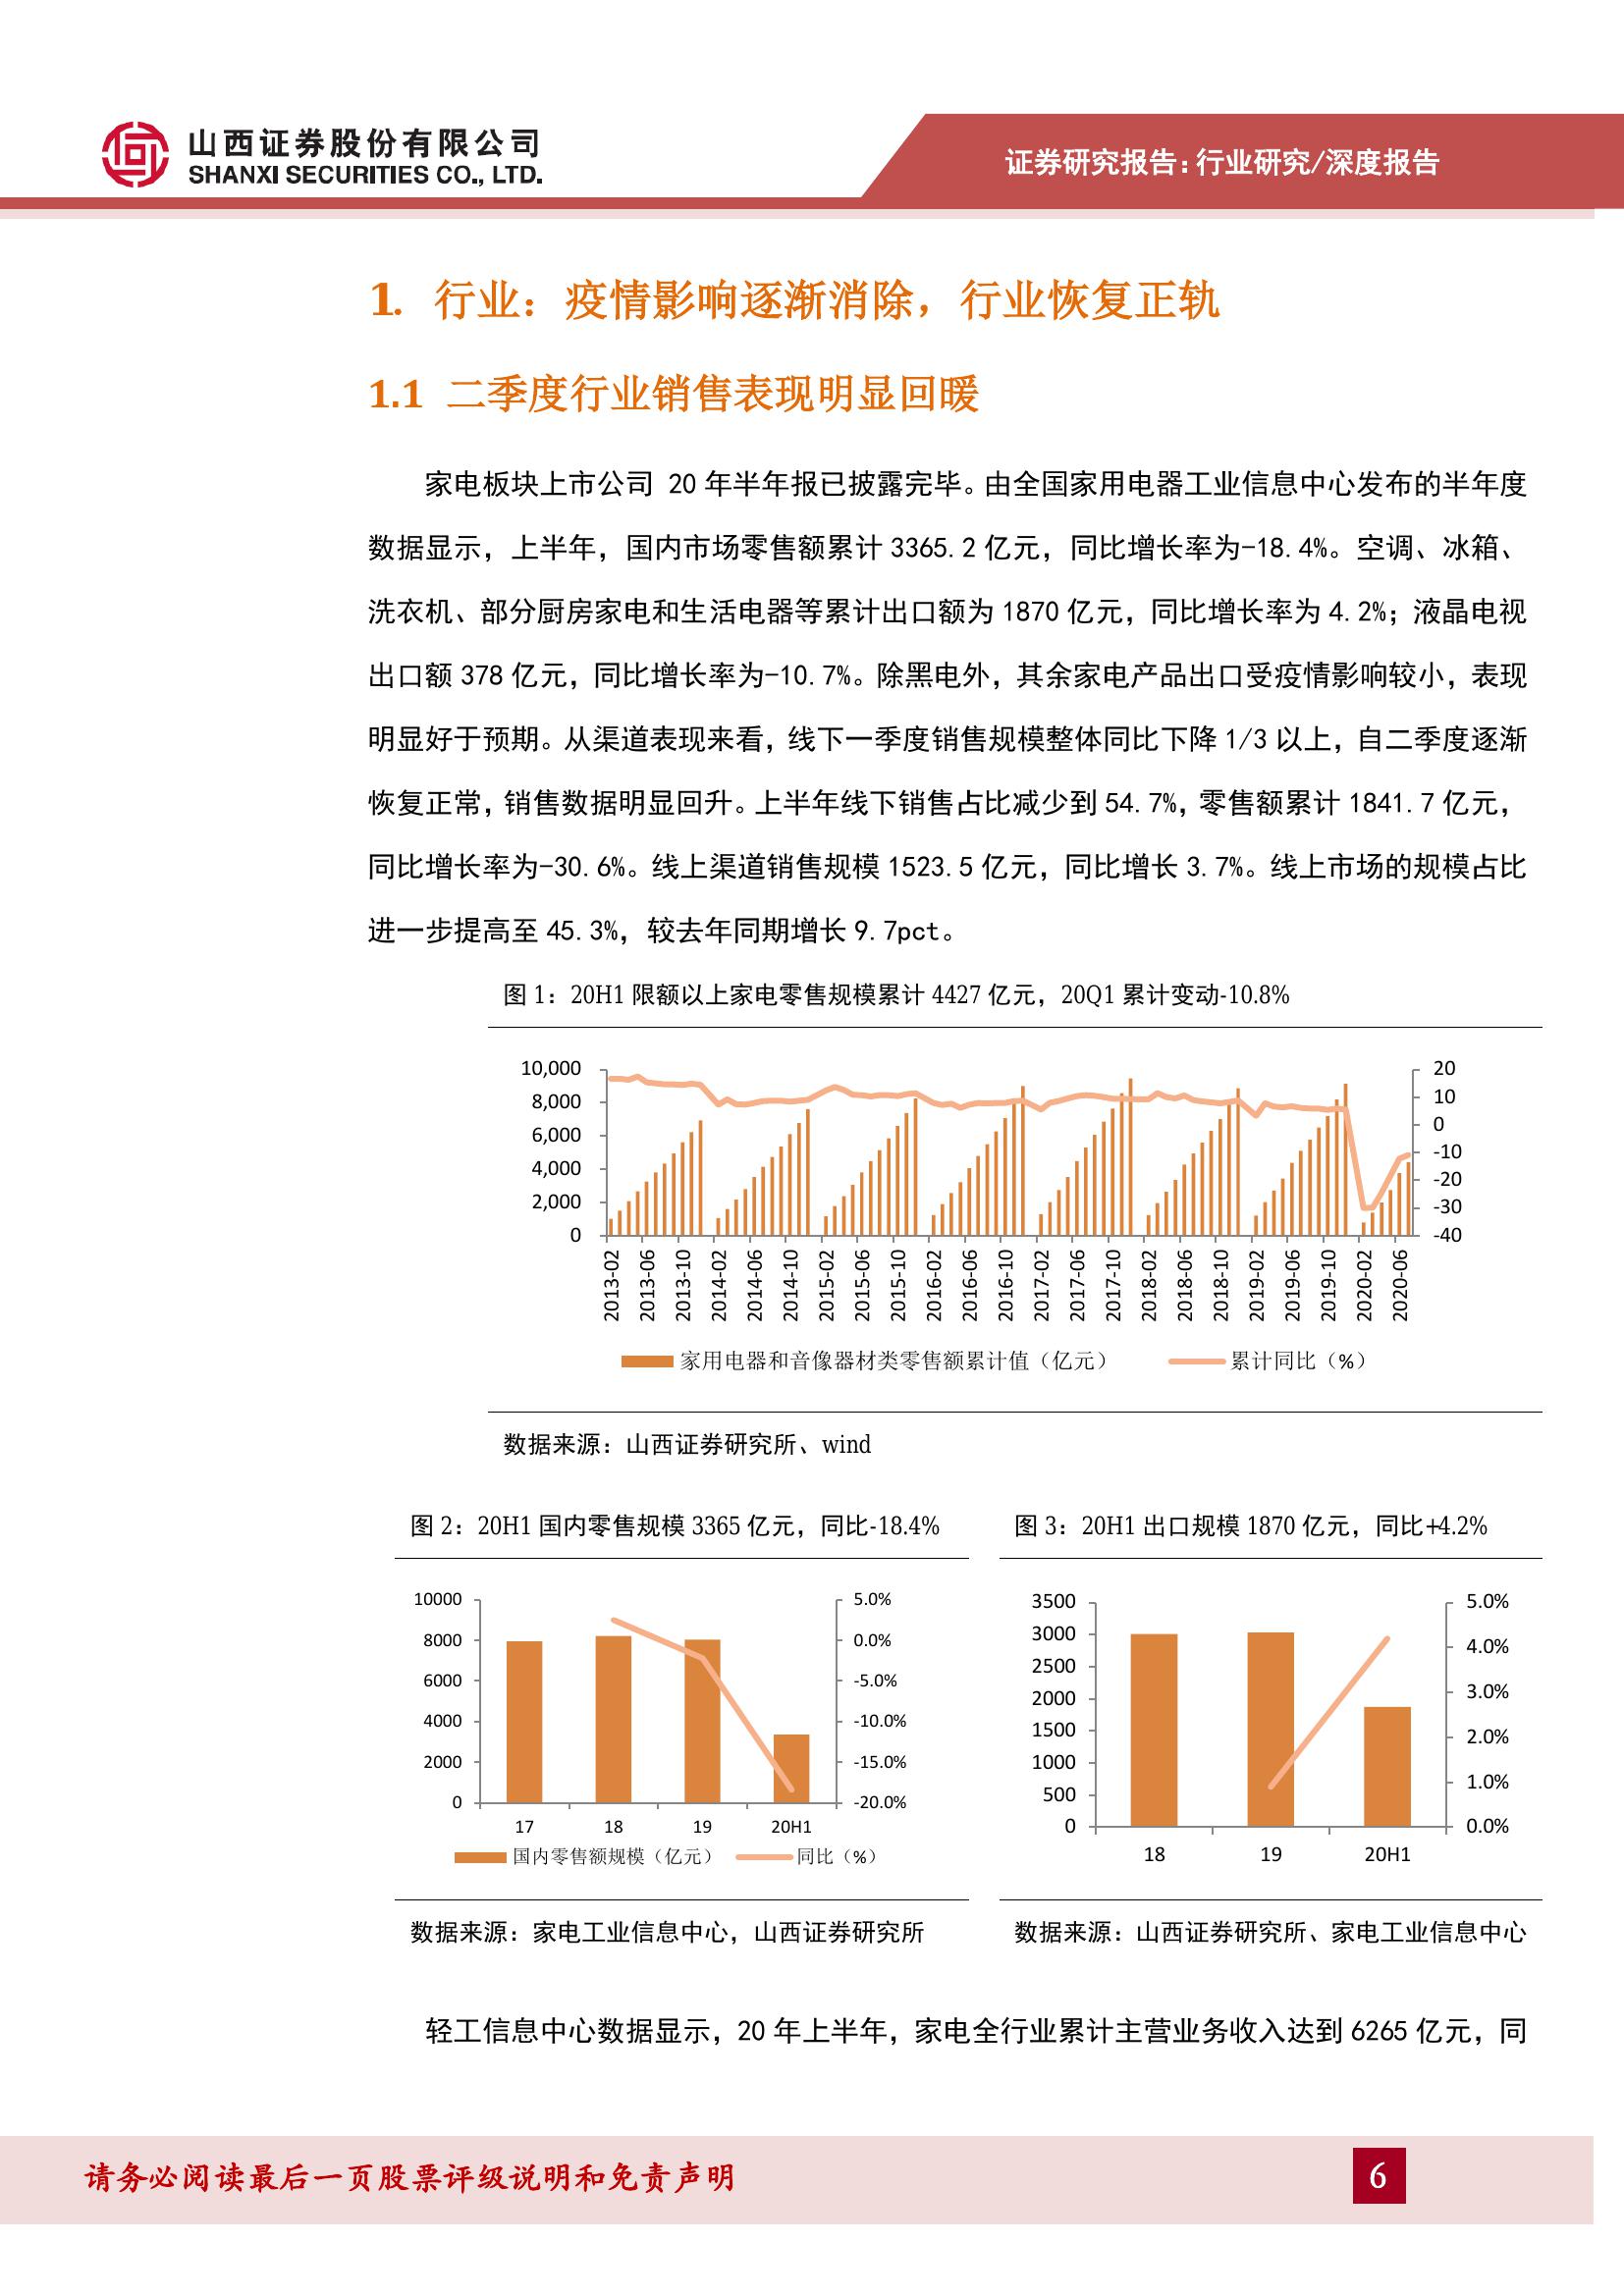 山西证券股份有限公司
SHANXI SECURITIES CO., LTD.
证券研究报告:行业研究/深度报告
1. 行业：疫情影响逐渐消除，行业恢复正轨
1.1 二季度行业销售表现明显回暖
家电板块上市公司 20 年半年报已披露完毕。由全国家用电器工业信息中心发布的半年度
数据显示，上半年，国内市场零售额累计 3365.2 亿元，同比增长率为-18.4%。空调、冰箱、
洗衣机、部分厨房家电和生活电器等累计出口额为 1870 亿元，同比增长率为 4.2%；液晶电视
出口额 378 亿元，同比增长率为-10.7%。除黑电外，其余家电产品出口受疫情影响较小，表现
明显好于预期。从渠道表现来看，线下一季度销售规模整体同比下降 1/3 以上，自二季度逐渐
恢复正常，销售数据明显回升。上半年线下销售占比减少到 54.7%，零售额累计 1841.7 亿元，
同比增长率为-30.6%。线上渠道销售规模 1523.5 亿元，同比增长 3.7%。线上市场的规模占比
进一步提高至 45.3%，较去年同期增长 9.7pct。
图 1：20H1 限额以上家电零售规模累计 4427 亿元，20Q1 累计变动-10.8%
10,000
8,000
6,000
4,000
2,000
0
20
10
0
-10
-20
-30
-40
2013-02
2013-06
2013-10
2014-02
2014-06
2014-10
2015-02
2015-06
2015-10
2016-02
2016-06
2016-10
2017-02
2017-06
2017-10
2018-02
2018-06
2018-10
2019-02
2019-06
2019-10
2020-02
2020-06
家用电器和音像器材类零售额累计值（亿元） 累计同比（%）
数据来源：山西证券研究所、wind
图 2：20H1 国内零售规模 3365 亿元，同比-18.4%
10000
8000
6000
4000
2000
0
5.0%
0.0%
-5.0%
-10.0%
-15.0%
-20.0%
17 18 19 20H1
国内零售额规模（亿元） 同比（%）
数据来源：家电工业信息中心，山西证券研究所
图 3：20H1 出口规模 1870 亿元，同比+4.2%
3500
3000
2500
2000
1500
1000
500
0
5.0%
4.0%
3.0%
2.0%
1.0%
0.0%
18 19 20H1
数据来源：山西证券研究所、家电工业信息中心
轻工信息中心数据显示，20 年上半年，家电全行业累计主营业务收入达到 6265 亿元，同
请务必阅读最后一页股票评级说明和免责声明
6